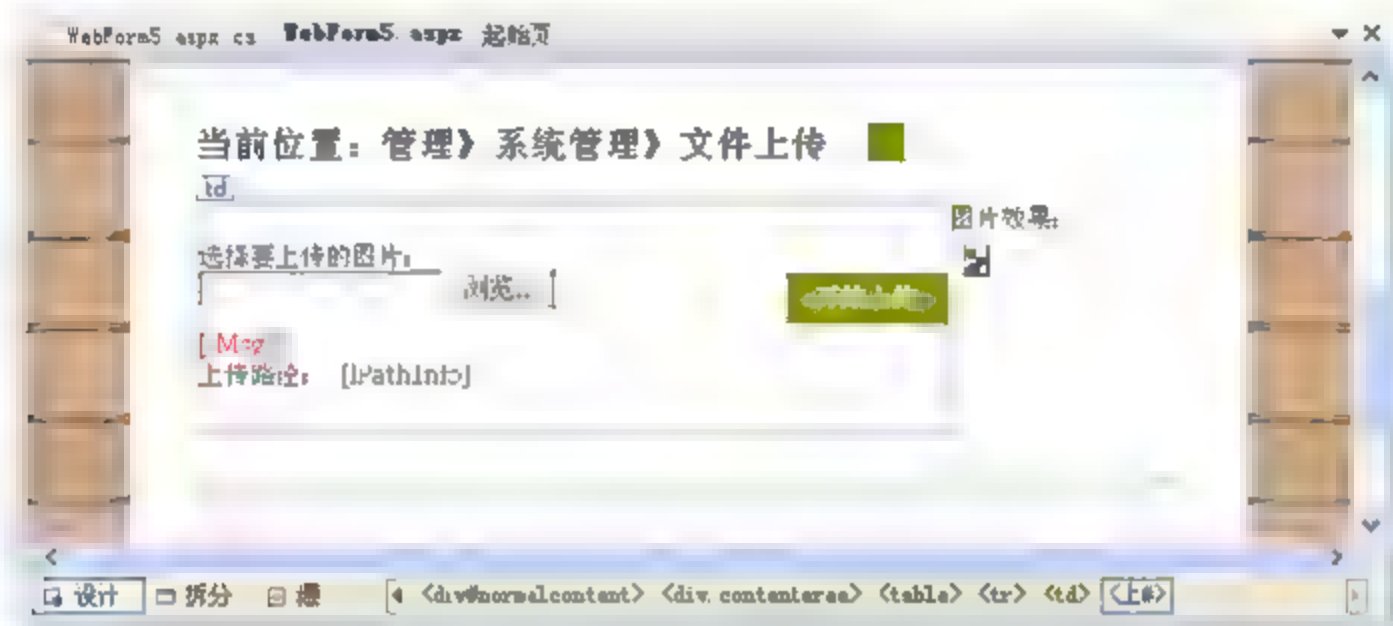 WebForm5.aspx.cs WebForm5.aspx 起始页
当前位置：管理》系统管理》文件上传
td
图片效果：
选择要上传的图片：
浏览...
[ Msg
上传路径： [lPathInfo]
设计 拆分 <div#normalcontent> <div.contentarea> <table> <tr> <td>